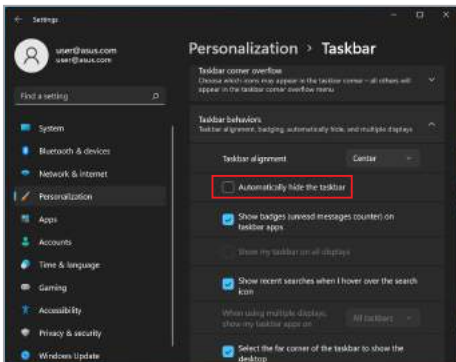 Settings
user@asus.com
user@asus.com
Find a setting
System
Bluetooth & devices
Network & internet
Personalization
Apps
Accounts
Time & language
Gaming
Accessibility
Privacy & security
Windows Update
Personalization > Taskbar
Taskbar corner overflow
Choose which icons may appear in the taskbar corner – all others will
appear in the taskbar corner overflow menu
Taskbar behaviors
Taskbar alignment, badging, automatically hide, and multiple displays
Taskbar alignment
Center
Automatically hide the taskbar
Show badges (unread messages counter) on
taskbar apps
Show my taskbar on all displays
Show recent searches when I hover over the search
icon
When using multiple displays,
show my taskbar apps on
All taskbars
Select the far corner of the taskbar to show the
desktop